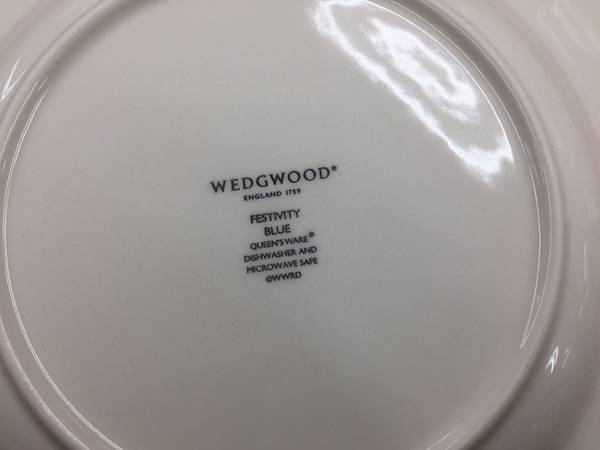 WEDGWOOD®
ENGLAND 1759
FESTIVITY
BLUE
QUEEN'S WARE®
DISHWASHER AND
MICROWAVE SAFE
©WWRD